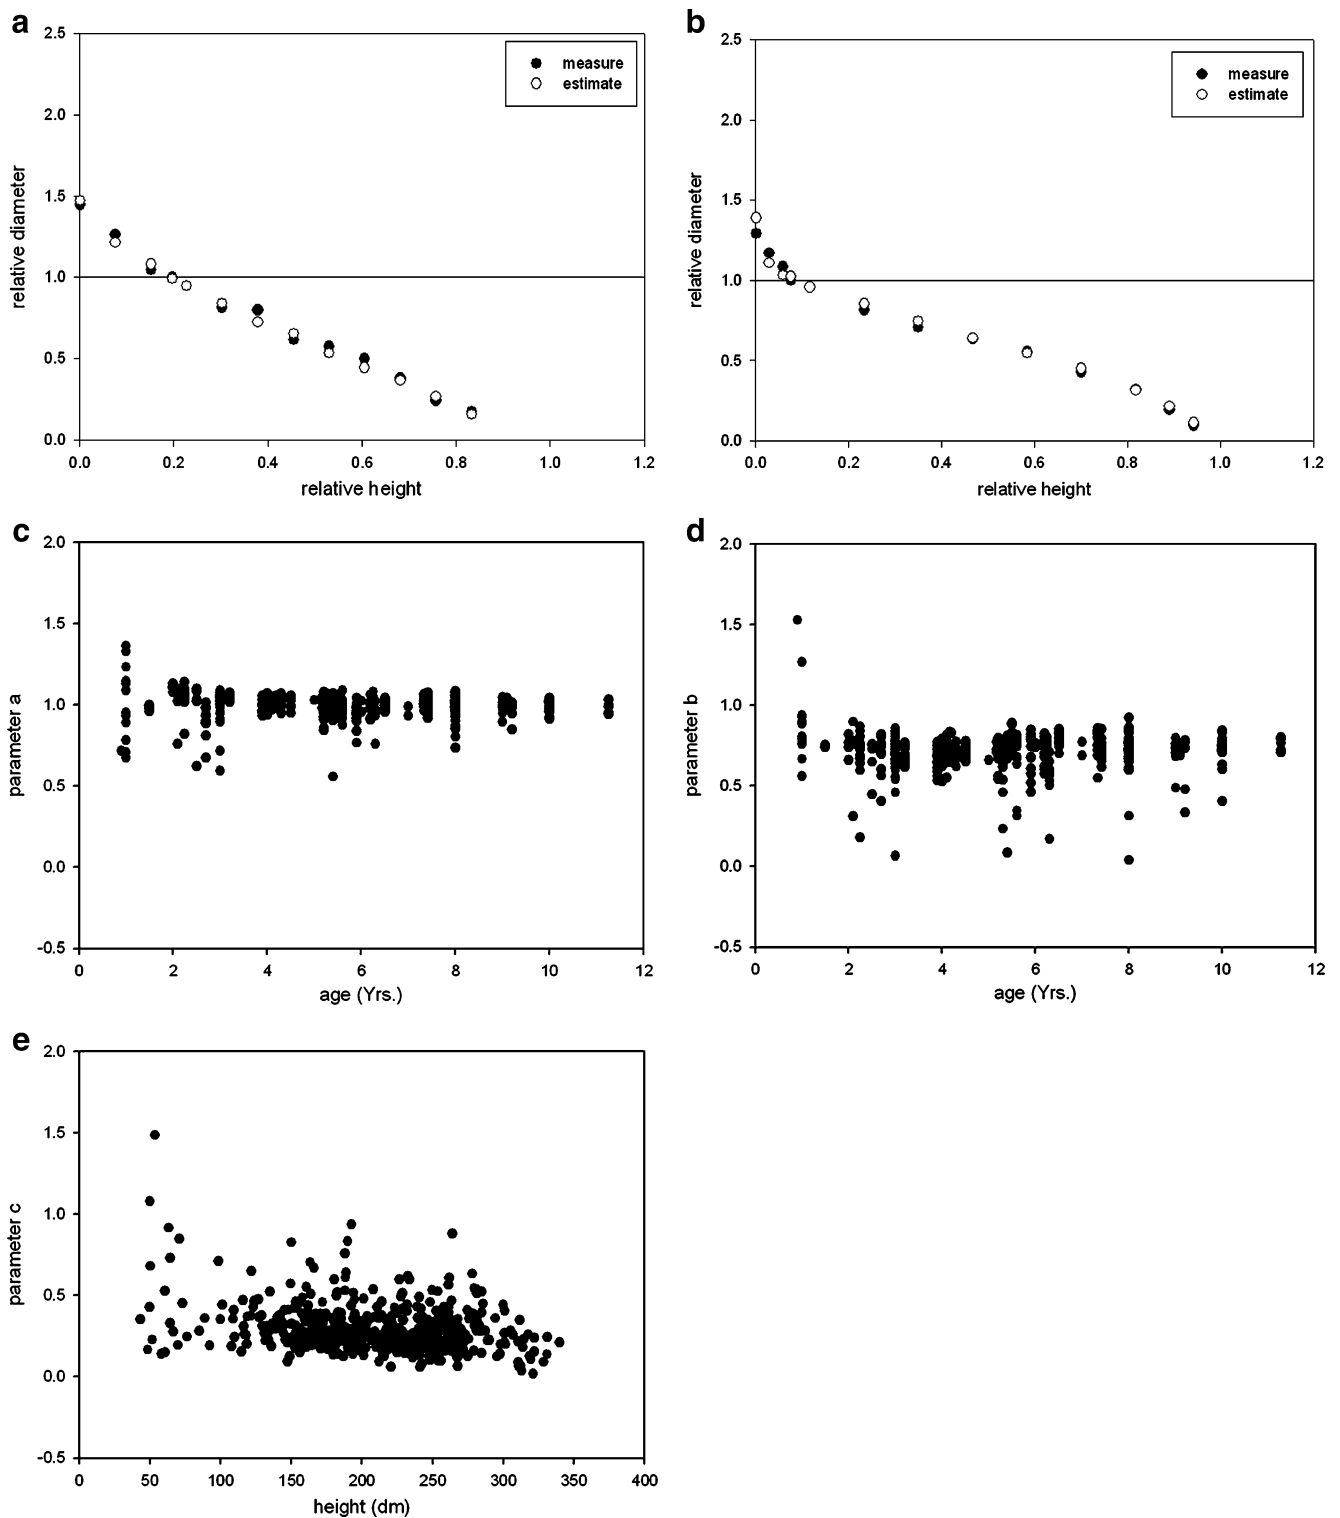 a
2.5
2.0
1.5
1.0
0.5
0.0
relative diameter
measure
estimate
0.0 0.2 0.4 0.6 0.8 1.0 1.2
relative height
b
2.5
2.0
1.5
1.0
0.5
0.0
relative diameter
measure
estimate
0.0 0.2 0.4 0.6 0.8 1.0 1.2
relative height
c
2.0
1.5
1.0
0.5
0.0
-0.5
parameter a
0 2 4 6 8 10 12
age (Yrs.)
d
2.0
1.5
1.0
0.5
0.0
-0.5
parameter b
0 2 4 6 8 10 12
age (Yrs.)
e
2.0
1.5
1.0
0.5
0.0
-0.5
parameter c
0 50 100 150 200 250 300 350 400
height (dm)